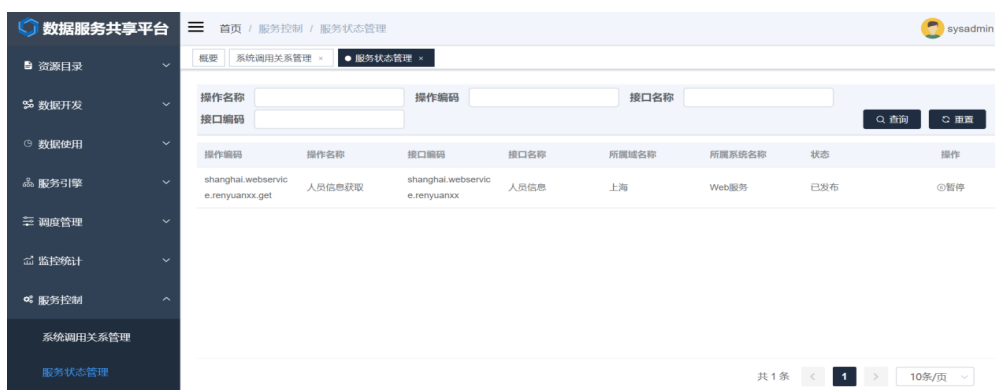 数据服务共享平台
首页 / 服务控制 / 服务状态管理
sysadmin
概要 系统调用关系管理 × ● 服务状态管理 ×
资源目录
数据开发
数据使用
服务引擎
调度管理
监控统计
服务控制
系统调用关系管理
服务状态管理
操作名称 操作编码 接口名称
接口编码 查询 重置
操作编码 操作名称 接口编码 接口名称 所属域名称 所属系统名称 状态 操作
shanghai.webservic shanghai.webservic
人员信息获取 人员信息 上海 Web服务 已发布 暂停
e.renyuanxx.get e.renyuanxx
共 1 条 < 1 > 10条/页